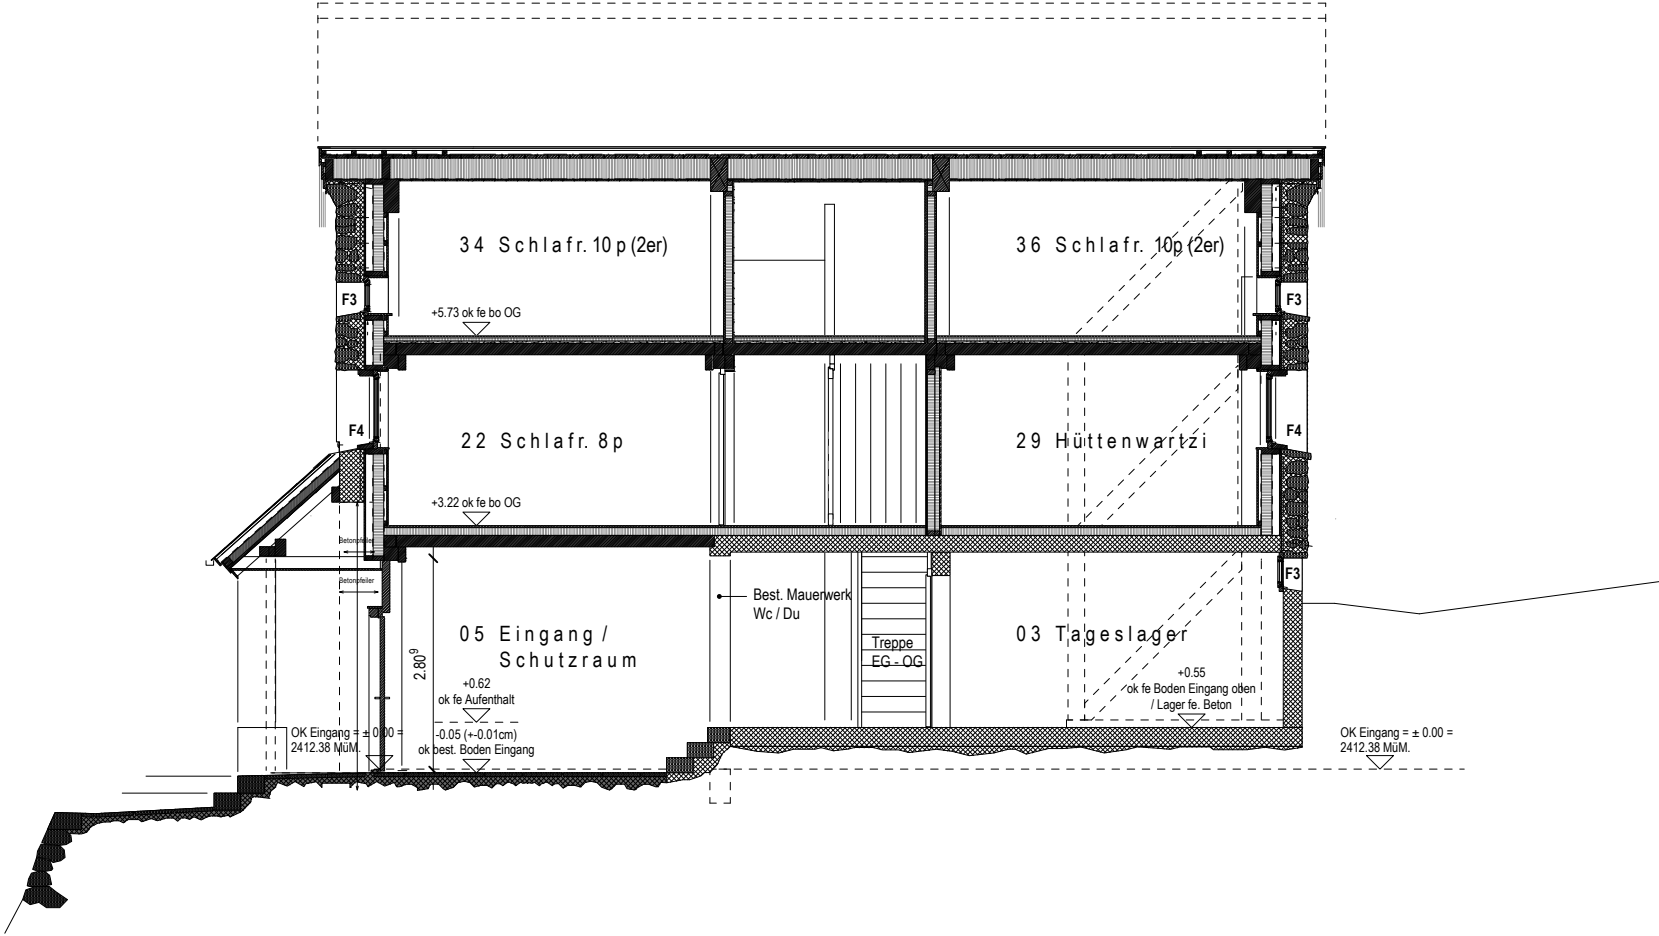 34 Schlafr. 10 p (2er)
36 Schlafr. 10p (2er)
F3
F3
+5.73 ok fe bo OG
F4
22 Schlafr. 8p
29 Hüttenwartzi
F4
+3.22 ok fe bo OG
Betonpfeiler
Betonpfeiler
F3
Best. Mauerwerk
Wc / Du
05 Eingang /
Schutzraum
2.80⁹
03 Tageslager
Treppe
EG - OG
+0.62
ok fe Aufenthalt
+0.55
ok fe Boden Eingang oben
/ Lager fe. Beton
OK Eingang = ± 0.00 =
2412.38 MüM.
-0.05 (+-0.01cm)
ok best. Boden Eingang
OK Eingang = ± 0.00 =
2412.38 MüM.